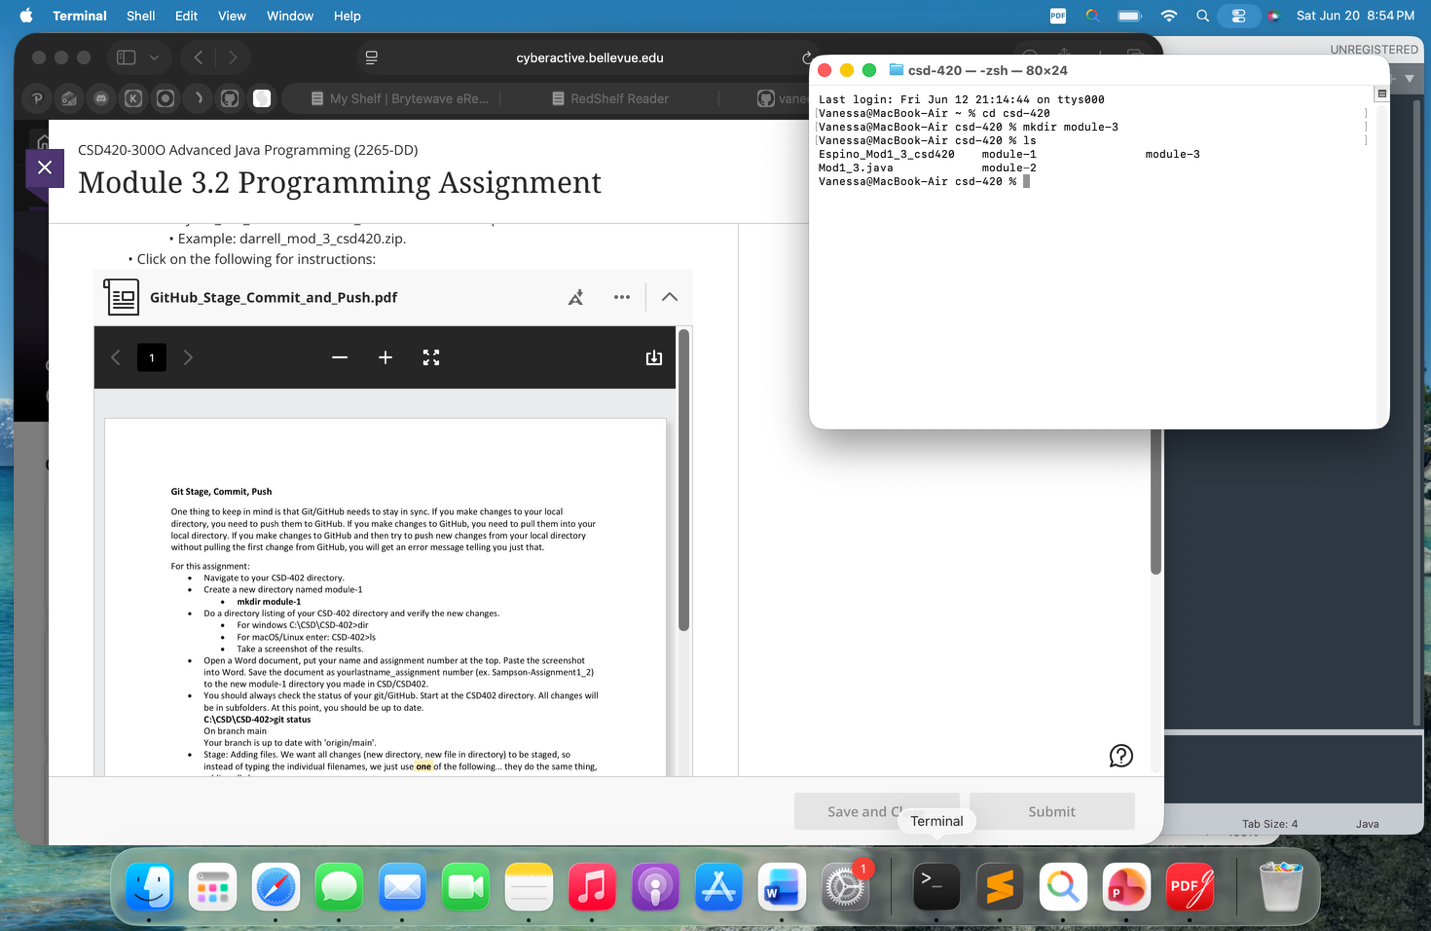 Terminal Shell Edit View Window Help
PDF
Sat Jun 20 8:54 PM
cyberactive.bellevue.edu
UNREGISTERED
My Shelf | Brytewave eRe...
RedShelf Reader
csd-420 — -zsh — 80×24
Last login: Fri Jun 12 21:14:44 on ttys000
[Vanessa@MacBook-Air ~ % cd csd-420 ]
[Vanessa@MacBook-Air csd-420 % mkdir module-3 ]
[Vanessa@MacBook-Air csd-420 % ls ]
Espino_Mod1_3_csd420 module-1 module-3
Mod1_3.java module-2
Vanessa@MacBook-Air csd-420 %
CSD420-300O Advanced Java Programming (2265-DD)
Module 3.2 Programming Assignment
• Example: darrell_mod_3_csd420.zip.
• Click on the following for instructions:
GitHub_Stage_Commit_and_Push.pdf
1
Git Stage, Commit, Push
One thing to keep in mind is that Git/GitHub needs to stay in sync. If you make changes to your local
directory, you need to push them to GitHub. If you make changes to GitHub, you need to pull them into your
local directory. If you make changes to GitHub and then try to push new changes from your local directory
without pulling the first change from GitHub, you will get an error message telling you just that.
For this assignment:
• Navigate to your CSD-402 directory.
• Create a new directory named module-1
• mkdir module-1
• Do a directory listing of your CSD-402 directory and verify the new changes.
• For windows C:\CSD\CSD-402>dir
• For macOS/Linux enter: CSD-402>ls
• Take a screenshot of the results.
• Open a Word document, put your name and assignment number at the top. Paste the screenshot
into Word. Save the document as yourlastname_assignment number (ex. Sampson-Assignment1_2)
to the new module-1 directory you made in CSD/CSD402.
• You should always check the status of your git/GitHub. Start at the CSD402 directory. All changes will
be in subfolders. At this point, you should be up to date.
C:\CSD\CSD-402>git status
On branch main
Your branch is up to date with 'origin/main'.
• Stage: Adding files. We want all changes (new directory, new file in directory) to be staged, so
instead of typing the individual filenames, we just use one of the following... they do the same thing,
Save and
Submit
Terminal
Tab Size: 4
Java
1
PDF